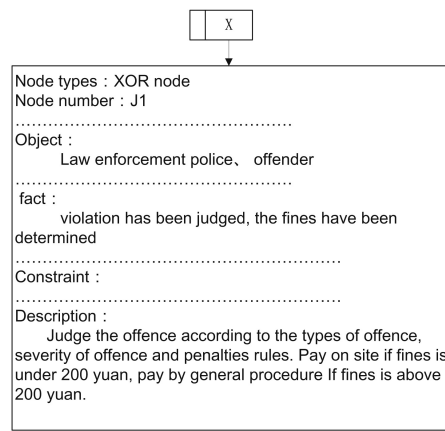 X
Node types : XOR node
Node number : J1
....................................................
Object :
Law enforcement police、 offender
....................................................
fact :
violation has been judged, the fines have been
determined
.............................................................
Constraint :
.............................................................
Description :
Judge the offence according to the types of offence,
severity of offence and penalties rules. Pay on site if fines is
under 200 yuan, pay by general procedure If fines is above
200 yuan.